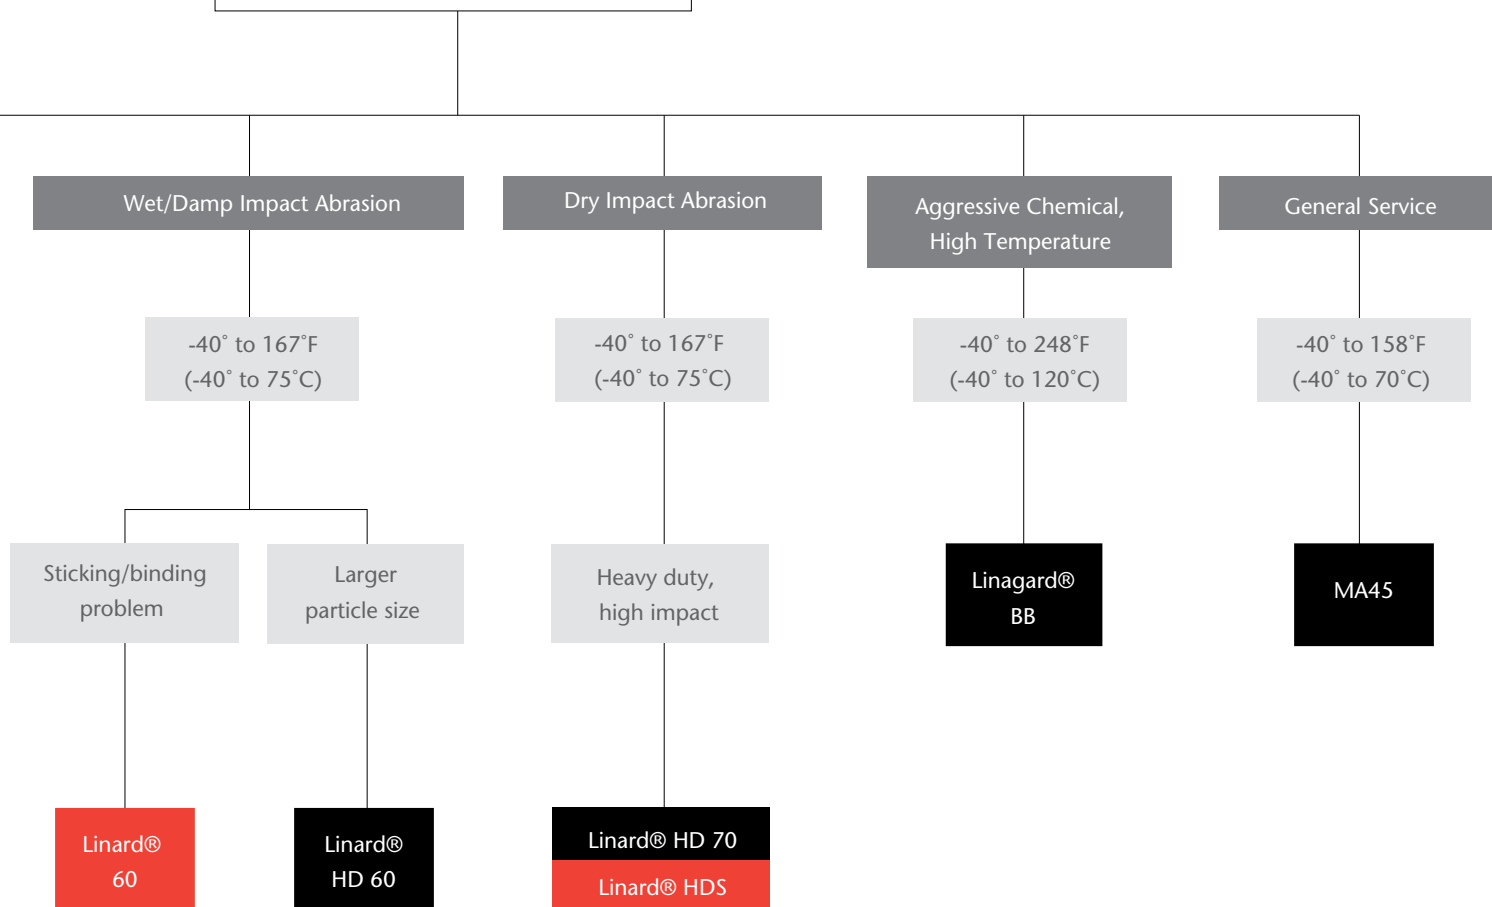 Wet/Damp Impact Abrasion
Dry Impact Abrasion
Aggressive Chemical,
High Temperature
General Service
-40˚ to 167˚F
(-40˚ to 75˚C)
-40˚ to 167˚F
(-40˚ to 75˚C)
-40˚ to 248˚F
(-40˚ to 120˚C)
-40˚ to 158˚F
(-40˚ to 70˚C)
Sticking/binding
problem
Larger
particle size
Heavy duty,
high impact
Linagard®
BB
MA45
Linard®
60
Linard®
HD 60
Linard® HD 70
Linard® HDS